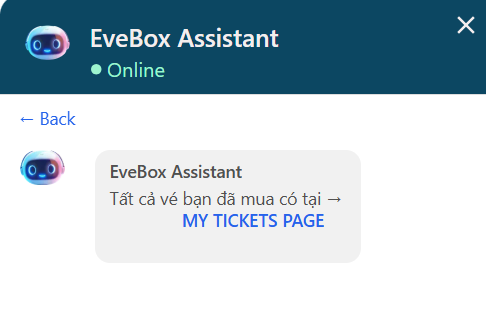 EveBox Assistant
Online
← Back
EveBox Assistant
Tất cả vé bạn đã mua có tại →
MY TICKETS PAGE